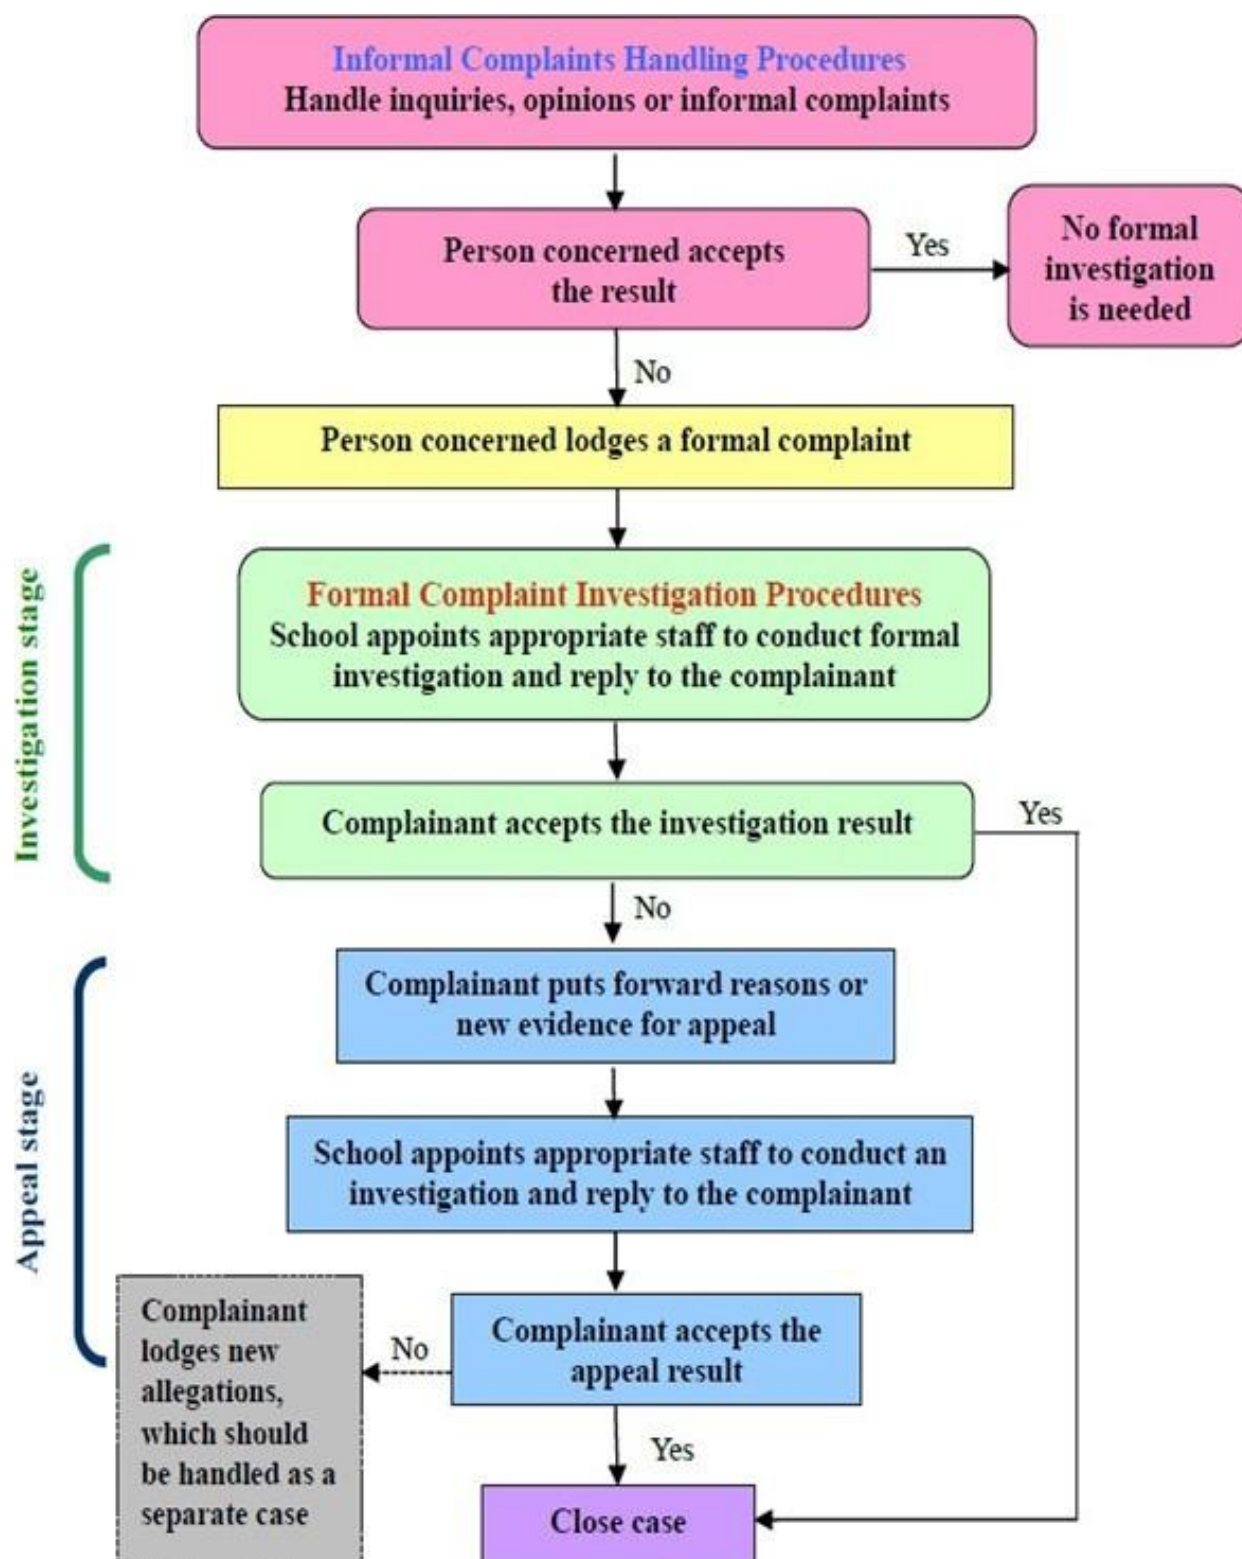 Informal Complaints Handling Procedures
Handle inquiries, opinions or informal complaints
Person concerned accepts
the result
Yes
No formal
investigation
is needed
No
Person concerned lodges a formal complaint
Investigation stage
Formal Complaint Investigation Procedures
School appoints appropriate staff to conduct formal
investigation and reply to the complainant
Complainant accepts the investigation result
Yes
No
Appeal stage
Complainant puts forward reasons or
new evidence for appeal
School appoints appropriate staff to conduct an
investigation and reply to the complainant
Complainant accepts the
appeal result
No
Complainant
lodges new
allegations,
which should
be handled as a
separate case
Yes
Close case